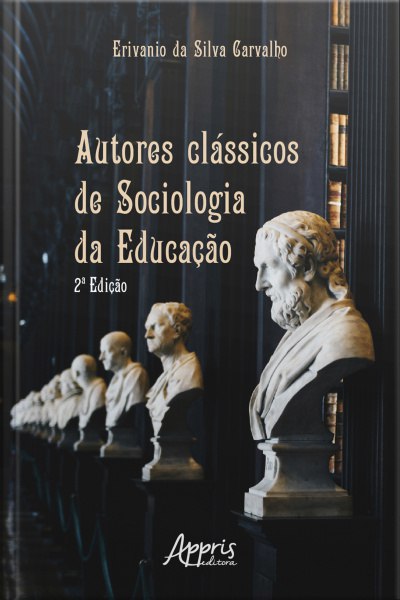 Erivanio da Silva Carvalho
Autores clássicos
de Sociologia
da Educação
2ª Edição
Appris
editora